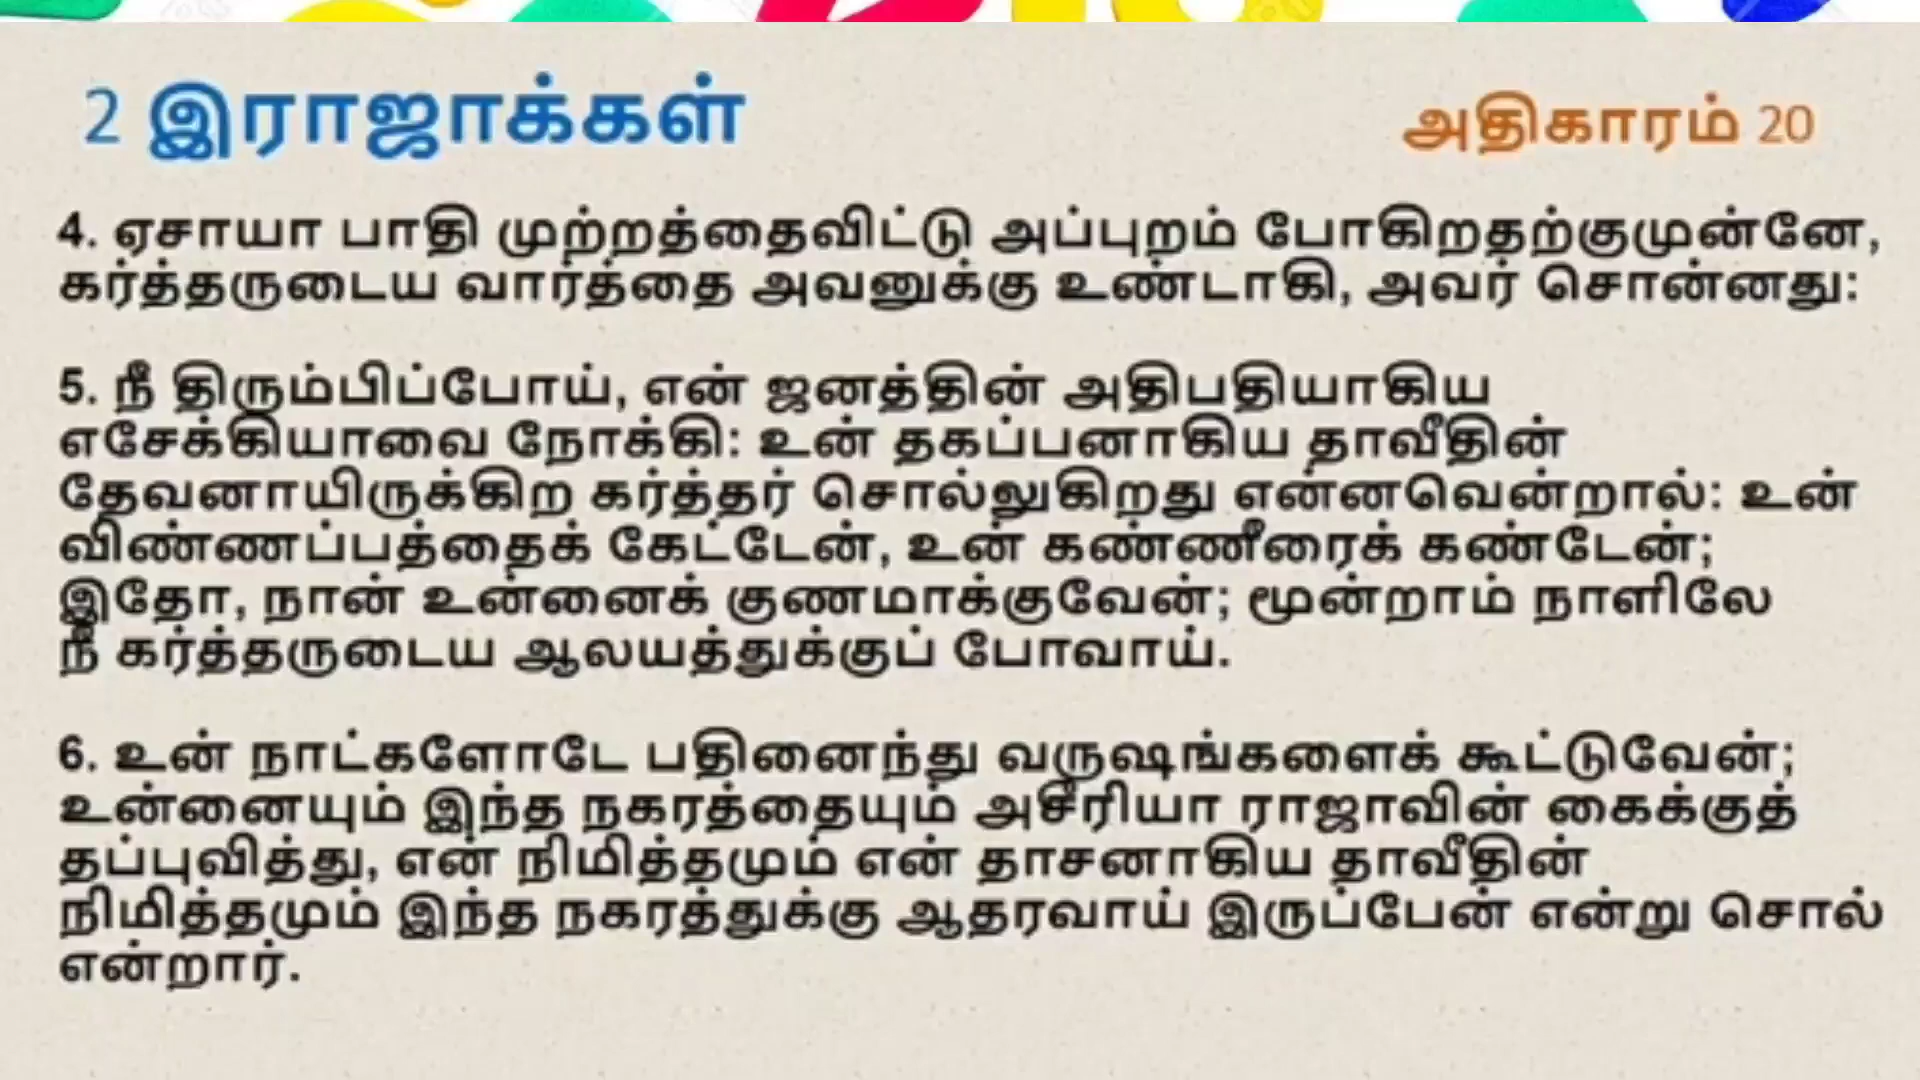 2 இராஜாக்கள்
அதிகாரம் 20
4. ஏசாயா பாதி முற்றத்தைவிட்டு அப்புறம் போகிறதற்குமுன்னே,
கர்த்தருடைய வார்த்தை அவனுக்கு உண்டாகி, அவர் சொன்னது:
5. நீ திரும்பிப்போய், என் ஜனத்தின் அதிபதியாகிய
எசேக்கியாவை நோக்கி: உன் தகப்பனாகிய தாவீதின்
தேவனாயிருக்கிற கர்த்தர் சொல்லுகிறது என்னவென்றால்: உன்
விண்ணப்பத்தைக் கேட்டேன், உன் கண்ணீரைக் கண்டேன்;
இதோ, நான் உன்னைக் குணமாக்குவேன்; மூன்றாம் நாளிலே
நீ கர்த்தருடைய ஆலயத்துக்குப் போவாய்.
6. உன் நாட்களோடே பதினைந்து வருஷங்களைக் கூட்டுவேன்;
உன்னையும் இந்த நகரத்தையும் அசீரியா ராஜாவின் கைக்குத்
தப்புவித்து, என் நிமித்தமும் என் தாசனாகிய தாவீதின்
நிமித்தமும் இந்த நகரத்துக்கு ஆதரவாய் இருப்பேன் என்று சொல்
என்றார்.